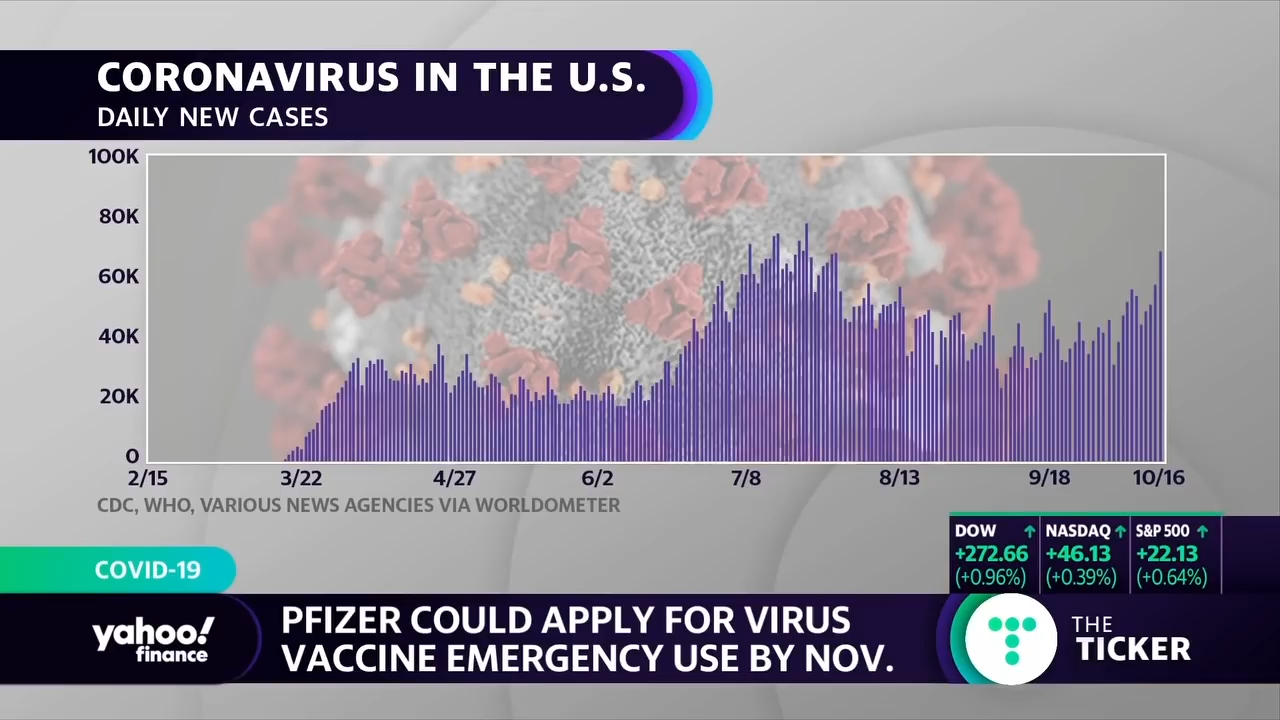 CORONAVIRUS IN THE U.S.
DAILY NEW CASES
100K
80K
60K
40K
20K
0
2/15 3/22 4/27 6/2 7/8 8/13 9/18 10/16
CDC, WHO, VARIOUS NEWS AGENCIES VIA WORLDOMETER
DOW NASDAQ S&P 500
+272.66 +46.13 +22.13
(+0.96%) (+0.39%) (+0.64%)
COVID-19
yahoo!
finance
PFIZER COULD APPLY FOR VIRUS
VACCINE EMERGENCY USE BY NOV.
THE
TICKER